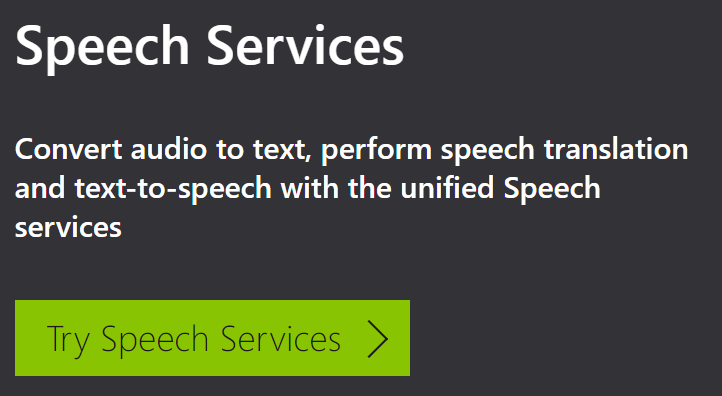 Speech Services
Convert audio to text, perform speech translation
and text-to-speech with the unified Speech
services
Try Speech Services